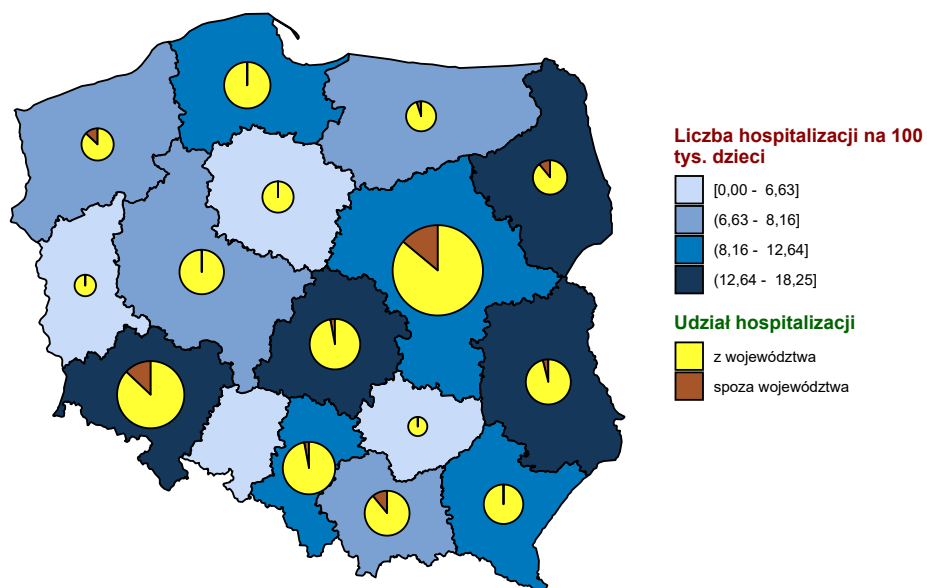 Liczba hospitalizacji na 100
tys. dzieci
[0,00 - 6,63]
(6,63 - 8,16]
(8,16 - 12,64]
(12,64 - 18,25]
Udział hospitalizacji
z województwa
spoza województwa